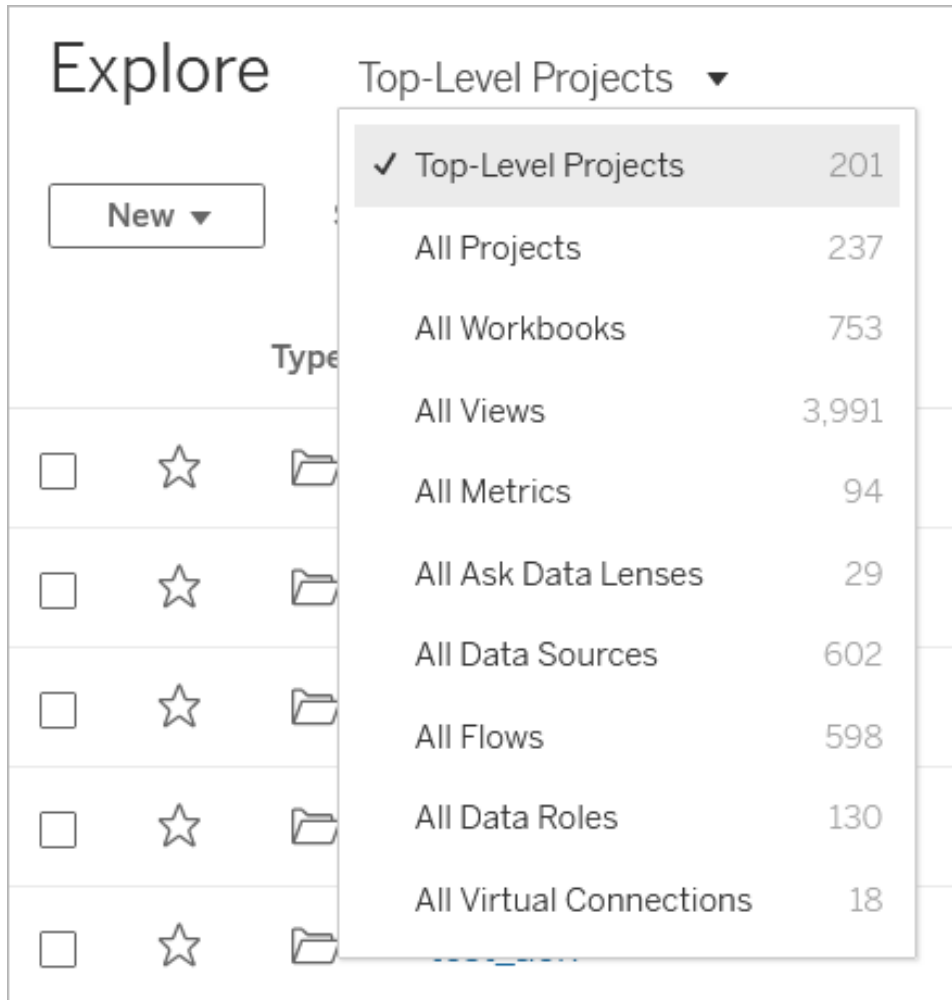 Explore Top-Level Projects
Top-Level Projects 201
New
All Projects 237
All Workbooks 753
Type
All Views 3,991
All Metrics 94
All Ask Data Lenses 29
All Data Sources 602
All Flows 598
All Data Roles 130
All Virtual Connections 18